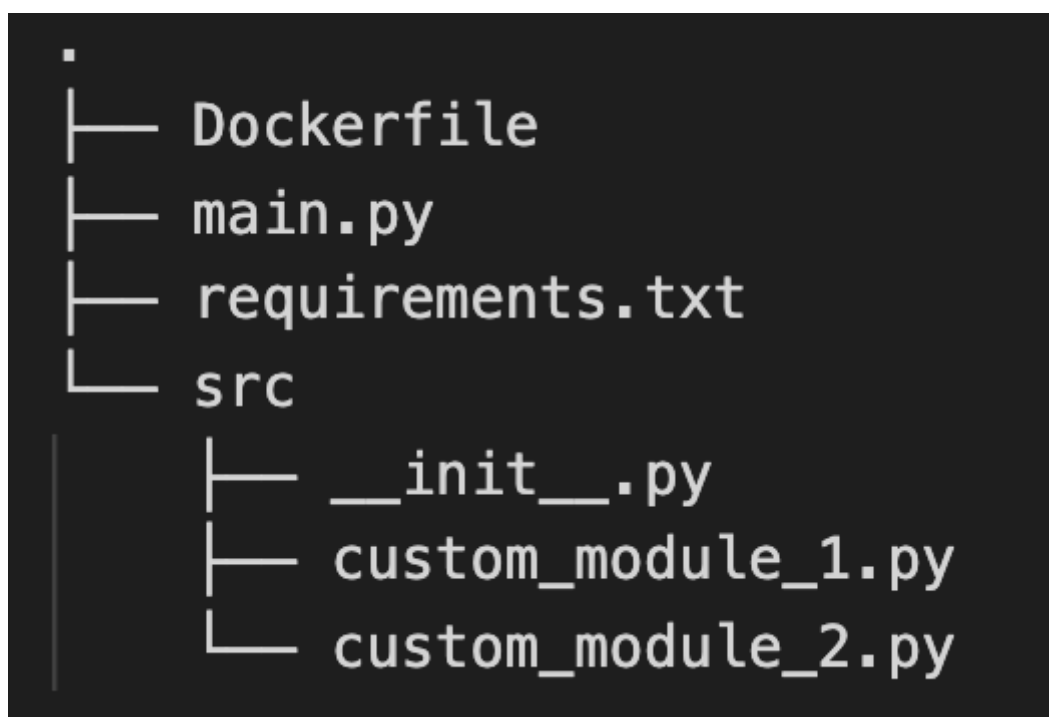 .
├── Dockerfile
├── main.py
├── requirements.txt
└── src
    ├── __init__.py
    ├── custom_module_1.py
    └── custom_module_2.py